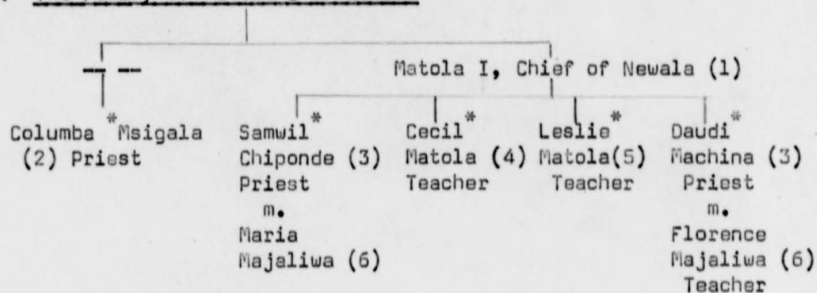 Matola I, Chief of Newala (1)
Columba *Msigala
(2) Priest
Samwil *
Chiponde (3)
Priest
m.
Maria
Majaliwa (6)
Cecil *
Matola (4)
Teacher
Leslie *
Matola(5)
Teacher
Daudi *
Machina (3)
Priest
m.
Florence
Majaliwa (6)
Teacher